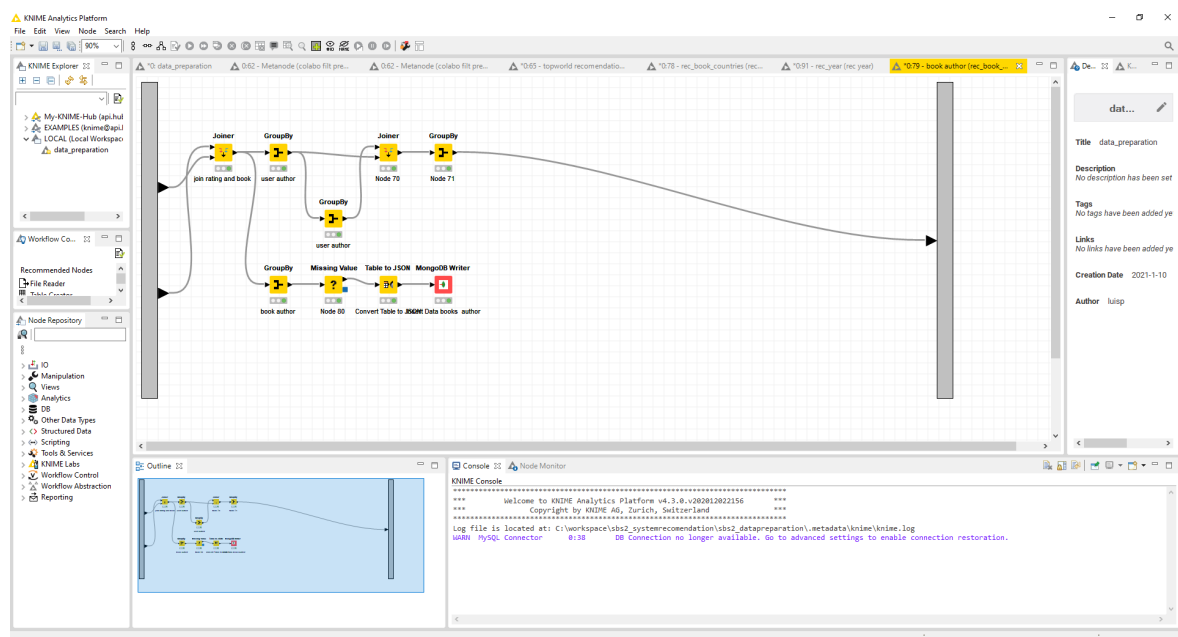 KNIME Analytics Platform
File Edit View Node Search Help
90%
KNIME Explorer
My-KNIME-Hub (api.hul
EXAMPLES (knime@api.l
LOCAL (Local Workspac
data_preparation
Workflow Co...
Recommended Nodes
File Reader
Table Creator
Node Repository
IO
Manipulation
Views
Analytics
DB
Other Data Types
Structured Data
Scripting
Tools & Services
KNIME Labs
Workflow Control
Workflow Abstraction
Reporting
*0: data_preparation
0:62 - Metanode (colabo filt pre...
0:62 - Metanode (colabo filt pre...
*0:65 - topworld recomendatio...
*0:78 - rec_book_countries (rec...
*0:91 - rec_year (rec year)
*0:79 - book author (rec_book_...
Joiner
join rating and book
GroupBy
user author
Joiner
Node 70
GroupBy
Node 71
GroupBy
user author
GroupBy
book author
Missing Value
Node 80
Table to JSON
Convert Table to JSON
MongoDB Writer
Insert Data books author
De...
K...
dat...
Title data_preparation
Description
No description has been set
Tags
No tags have been added ye
Links
No links have been added ye
Creation Date 2021-1-10
Author luisp
Outline
Console
Node Monitor
KNIME Console
*** Welcome to KNIME Analytics Platform v4.3.0.v202012022156 ***
*** Copyright by KNIME AG, Zurich, Switzerland ***
Log file is located at: C:\workspace\sbs2_systemrecomendation\sbs2_datapreparation\.metadata\knime\knime.log
WARN MySQL Connector 0:38 DB Connection no longer available. Go to advanced settings to enable connection restoration.